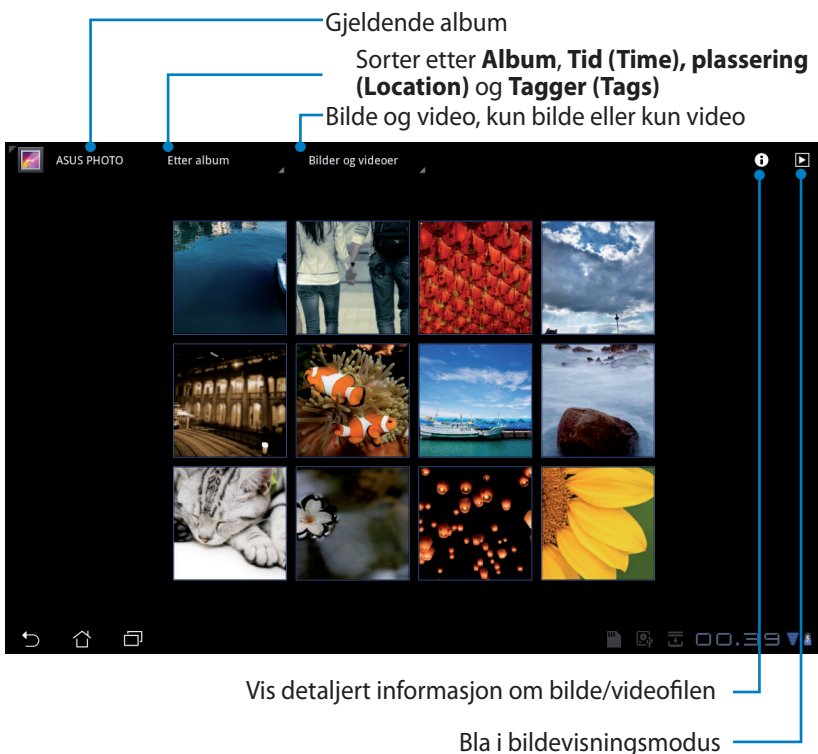 Gjeldende album
Sorter etter Album, Tid (Time), plassering
(Location) og Tagger (Tags)
Bilde og video, kun bilde eller kun video
ASUS PHOTO Etter album Bilder og videoer
00.39
Vis detaljert informasjon om bilde/videofilen
Bla i bildevisningsmodus